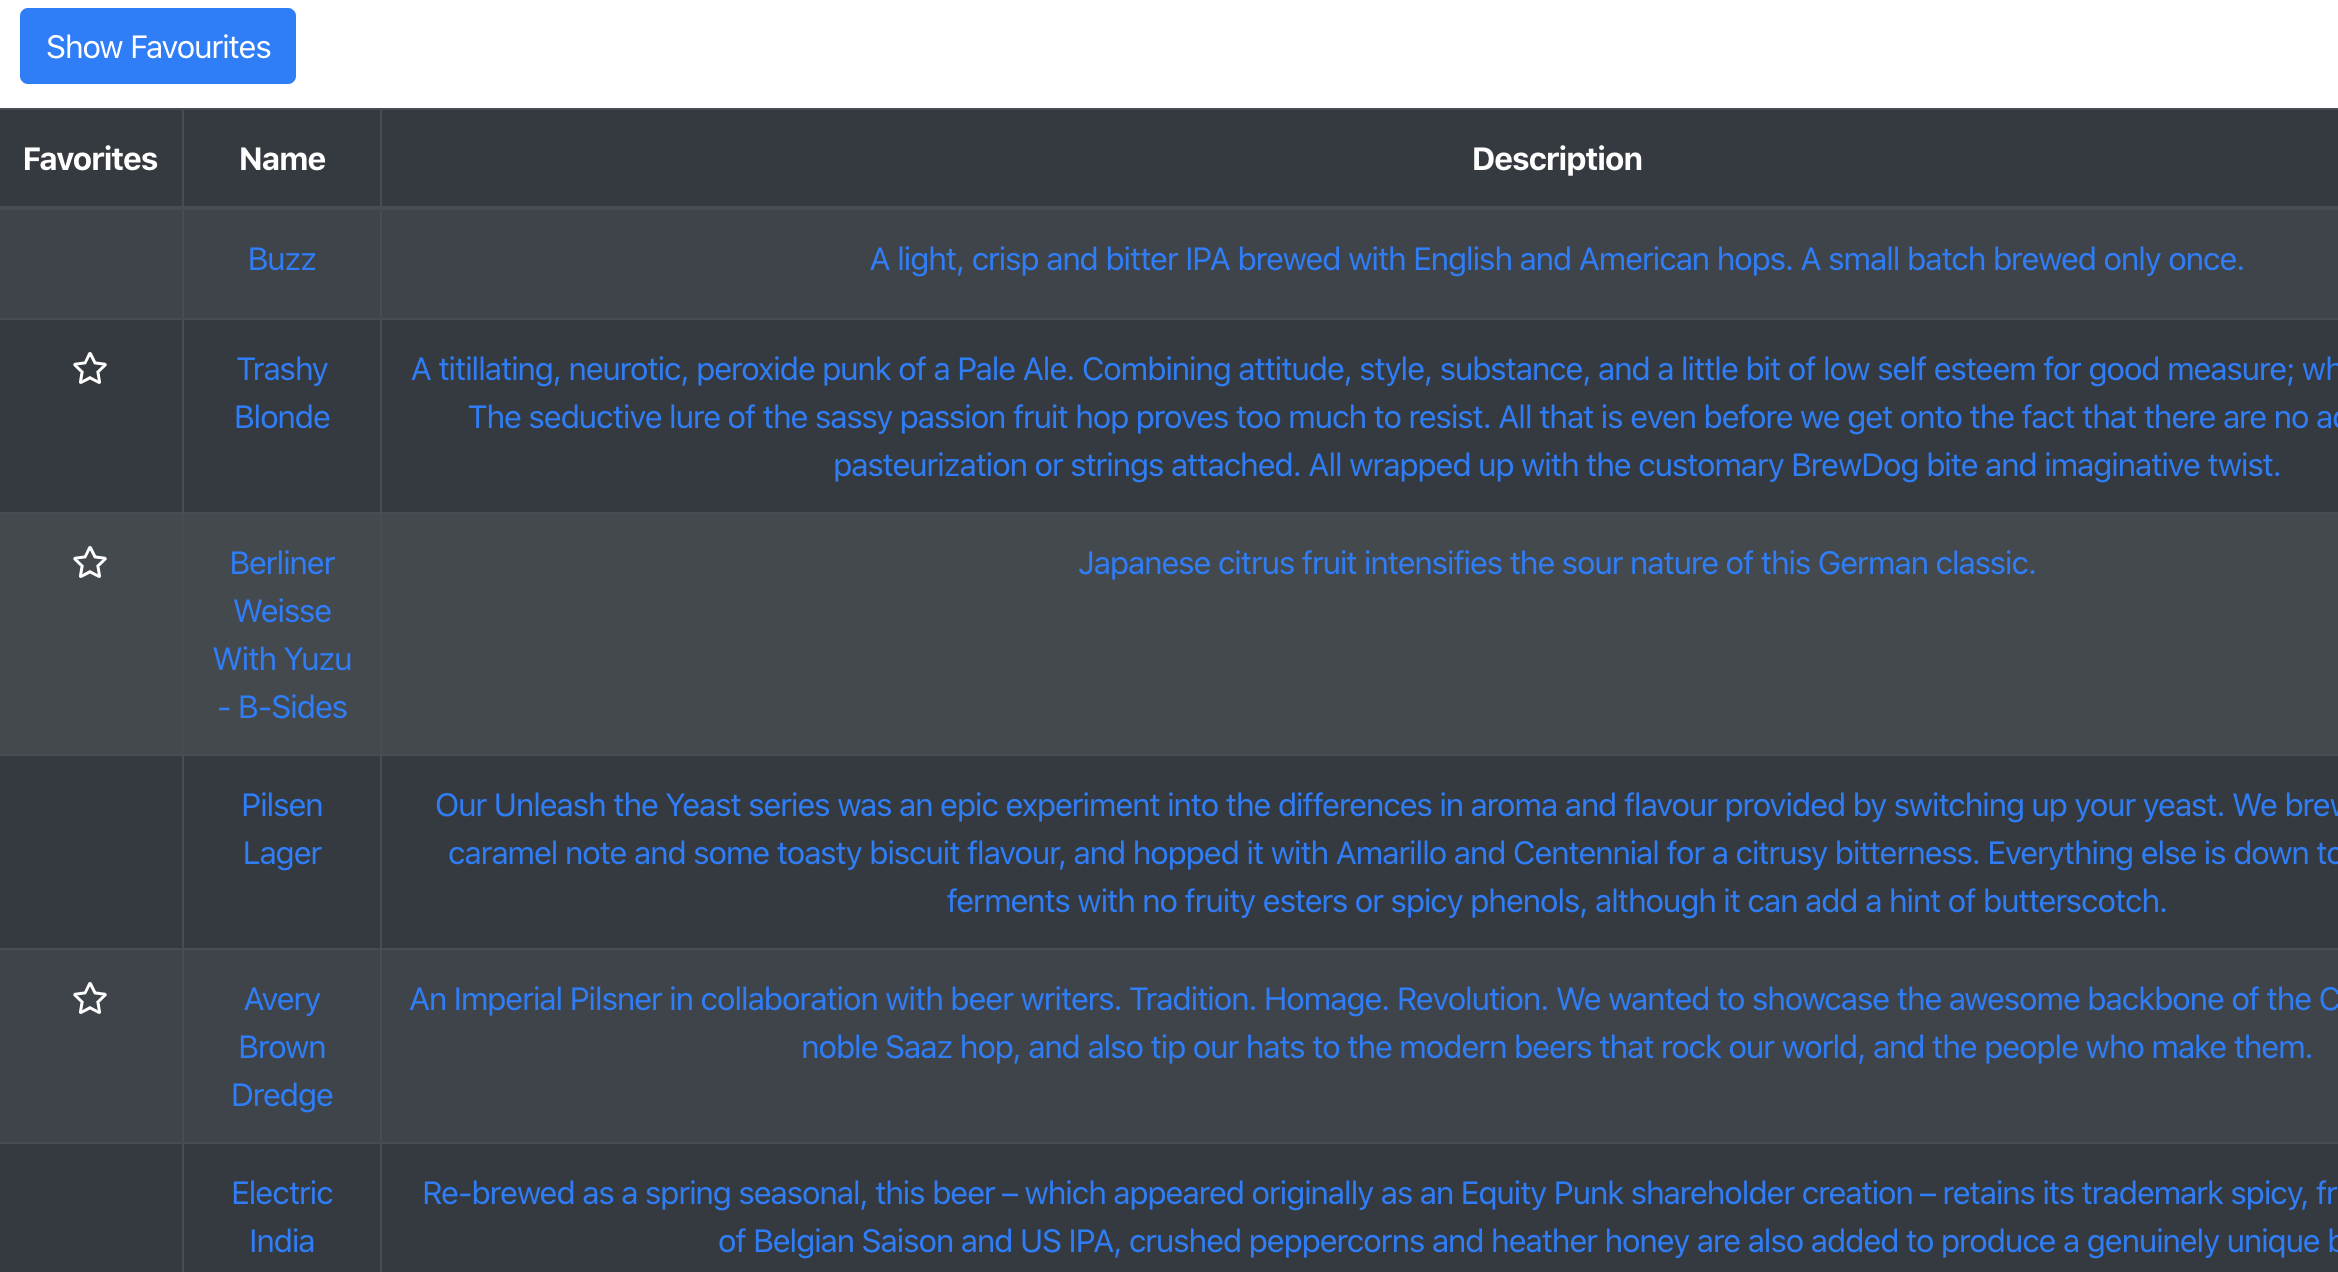 Show Favourites
Favorites Name Description
Buzz A light, crisp and bitter IPA brewed with English and American hops. A small batch brewed only once.
Trashy A titillating, neurotic, peroxide punk of a Pale Ale. Combining attitude, style, substance, and a little bit of low self esteem for good measure;
Blonde The seductive lure of the sassy passion fruit hop proves too much to resist. All that is even before we get onto the fact that there are no
pasteurization or strings attached. All wrapped up with the customary BrewDog bite and imaginative twist.
Berliner Japanese citrus fruit intensifies the sour nature of this German classic.
Weisse
With Yuzu
- B-Sides
Pilsen Our Unleash the Yeast series was an epic experiment into the differences in aroma and flavour provided by switching up your yeast. We
Lager caramel note and some toasty biscuit flavour, and hopped it with Amarillo and Centennial for a citrusy bitterness. Everything else is down
ferments with no fruity esters or spicy phenols, although it can add a hint of butterscotch.
Avery An Imperial Pilsner in collaboration with beer writers. Tradition. Homage. Revolution. We wanted to showcase the awesome backbone of the
Brown noble Saaz hop, and also tip our hats to the modern beers that rock our world, and the people who make them.
Dredge
Electric Re-brewed as a spring seasonal, this beer – which appeared originally as an Equity Punk shareholder creation – retains its trademark spicy,
India of Belgian Saison and US IPA, crushed peppercorns and heather honey are also added to produce a genuinely unique